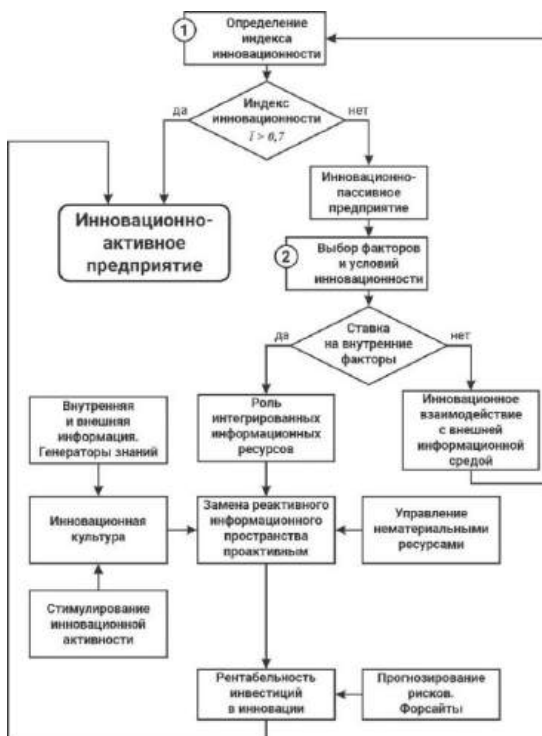 1
Определение
индекса
инновационности
да
Индекс
инновационности
I > 0,7
нет
Инновационно-
активное
предприятие
Инновационно-
пассивное
предприятие
2
Выбор факторов
и условий
инновационности
да
Ставка
на внутренние
факторы
нет
Внутренняя
и внешняя
информация.
Генераторы знаний
Роль
интегрированных
информационных
ресурсов
Инновационное
взаимодействие
с внешней
информационной
средой
Инновационная
культура
Замена реактивного
информационного
пространства
проактивным
Управление
нематериальными
ресурсами
Стимулирование
инновационной
активности
Рентабельность
инвестиций
в инновации
Прогнозирование
рисков.
Форсайты